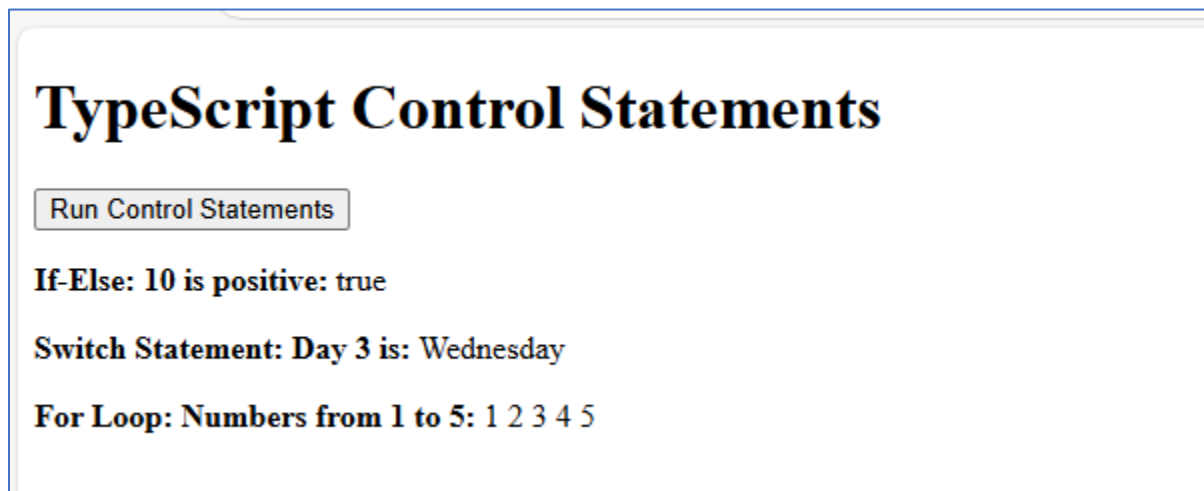 TypeScript Control Statements
Run Control Statements
If-Else: 10 is positive: true
Switch Statement: Day 3 is: Wednesday
For Loop: Numbers from 1 to 5: 1 2 3 4 5